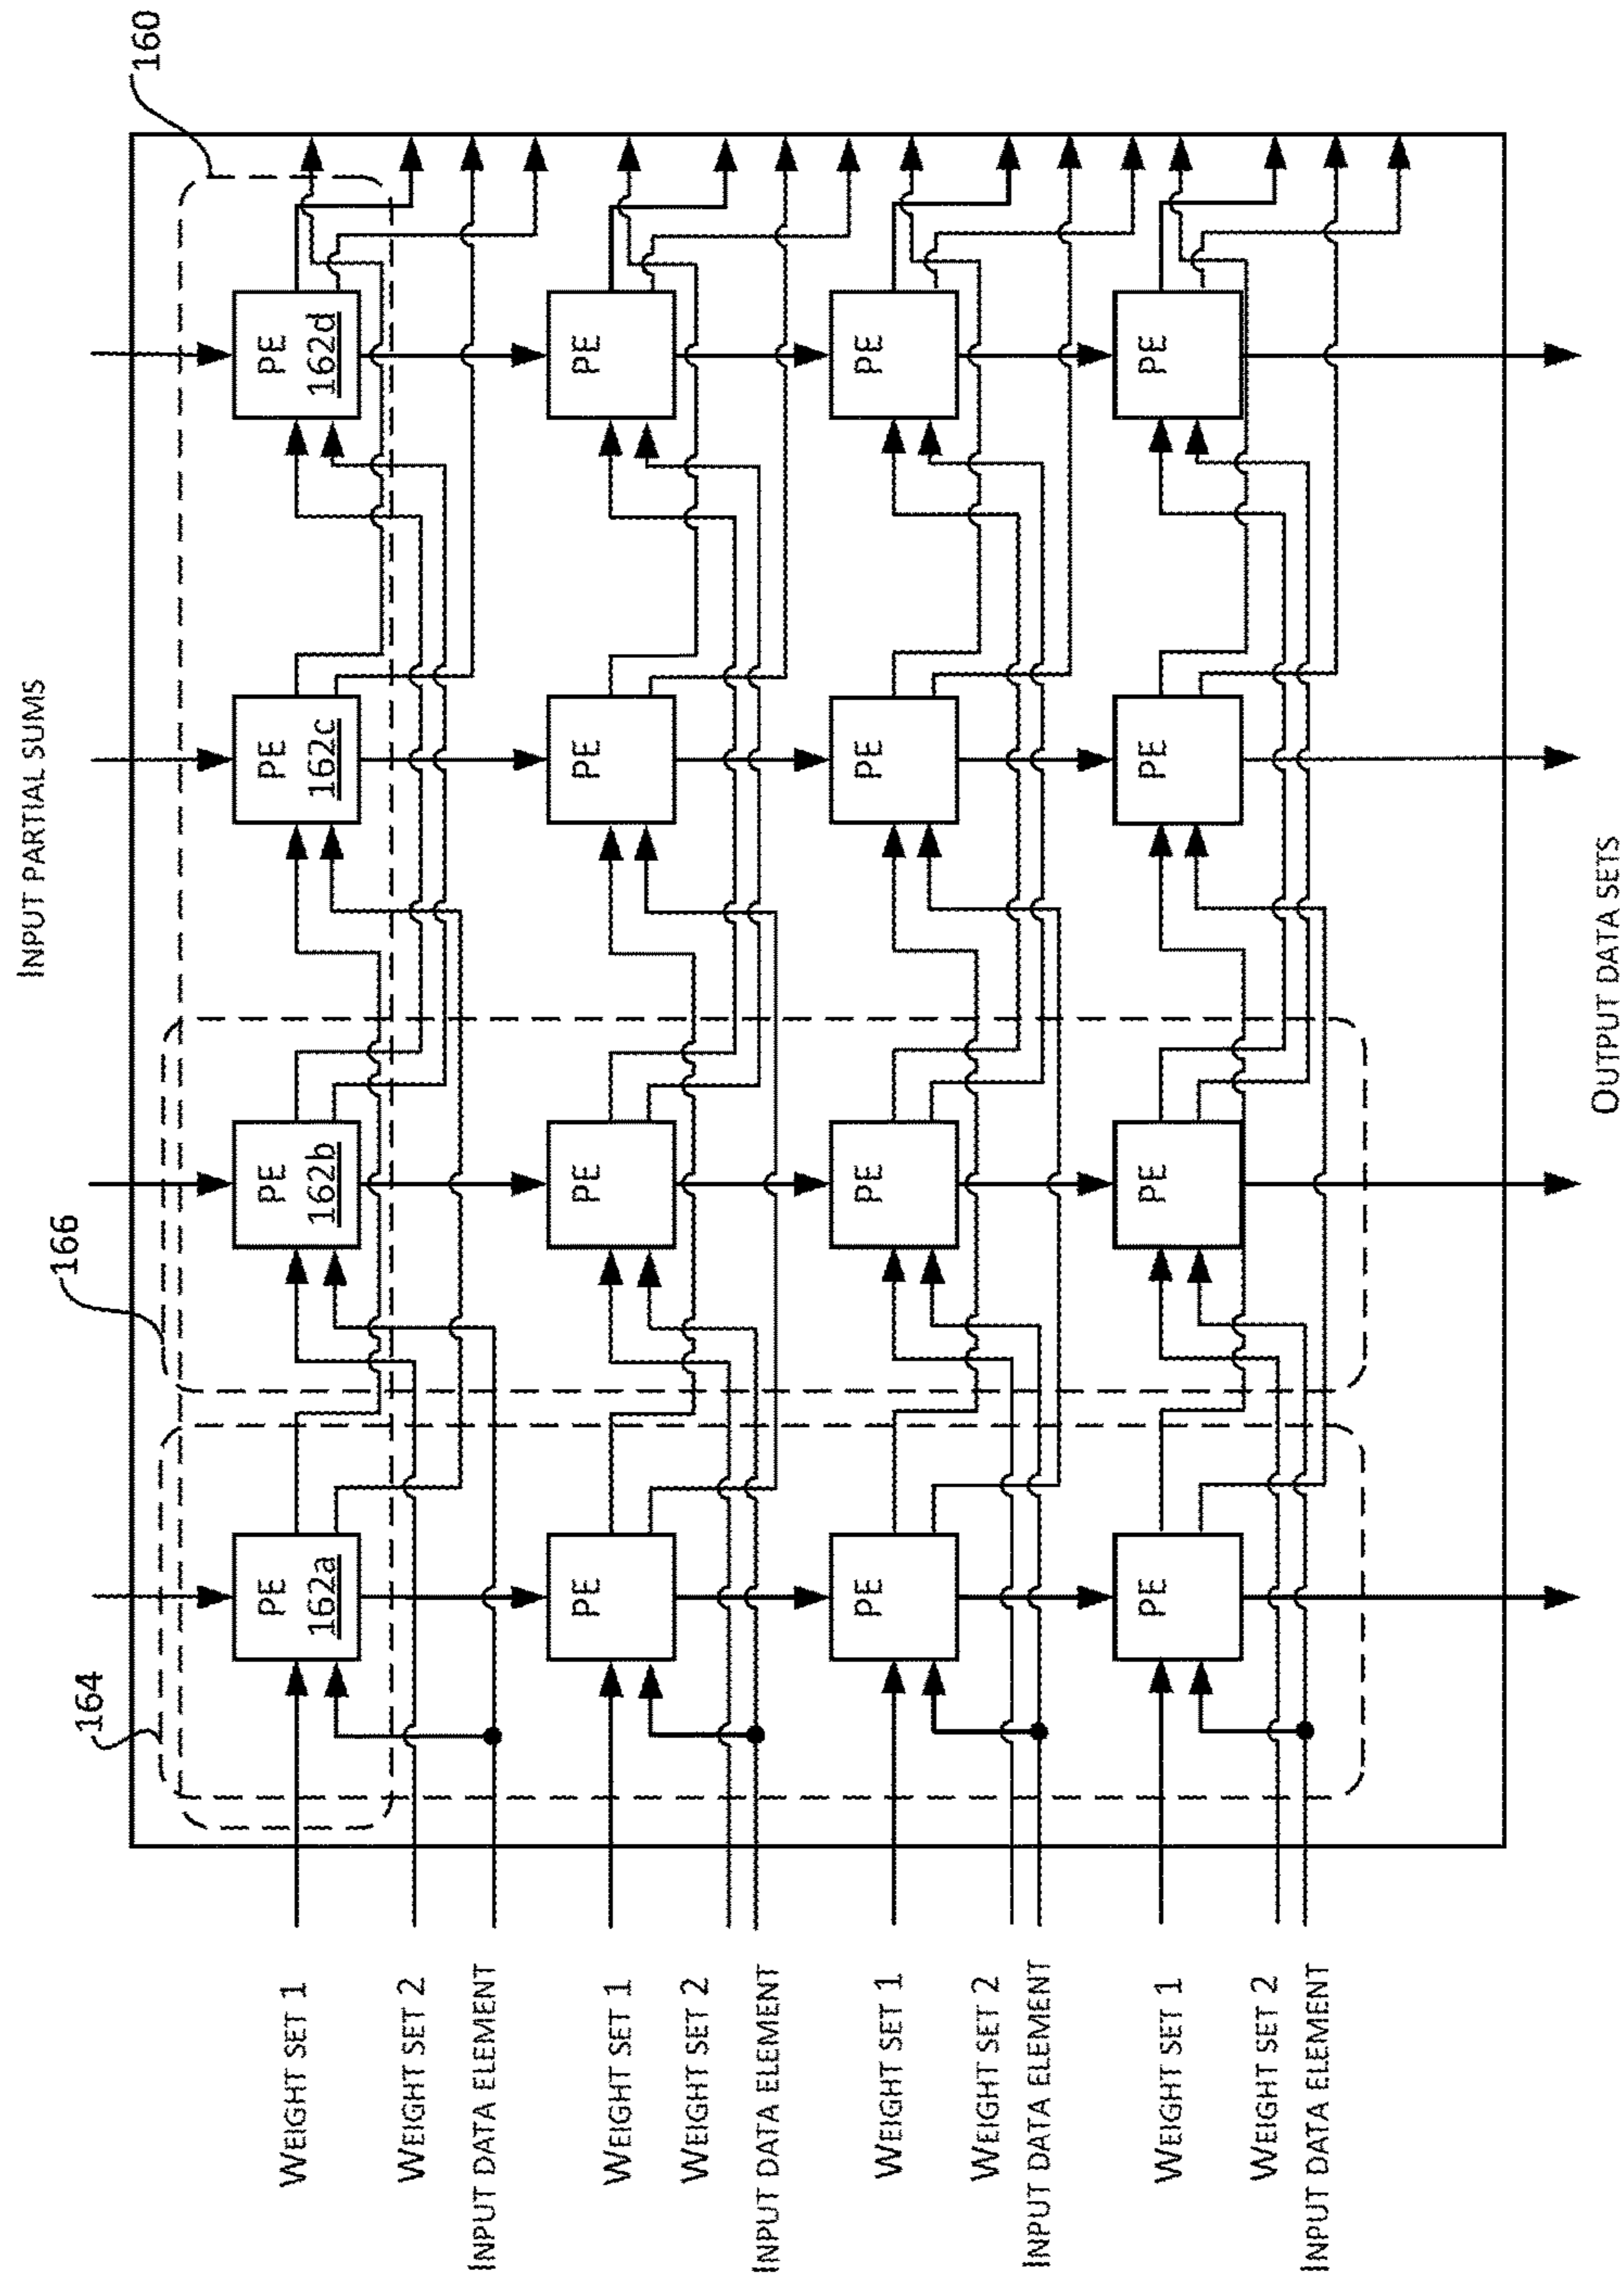 INPUT PARTIAL SUMS
164
166
160
WEIGHT SET 1
PE
162a
PE
162b
PE
162c
PE
162d
WEIGHT SET 2
INPUT DATA ELEMENT
WEIGHT SET 1
PE
PE
PE
PE
WEIGHT SET 2
INPUT DATA ELEMENT
WEIGHT SET 1
PE
PE
PE
PE
WEIGHT SET 2
INPUT DATA ELEMENT
WEIGHT SET 1
PE
PE
PE
PE
WEIGHT SET 2
INPUT DATA ELEMENT
OUTPUT DATA SETS